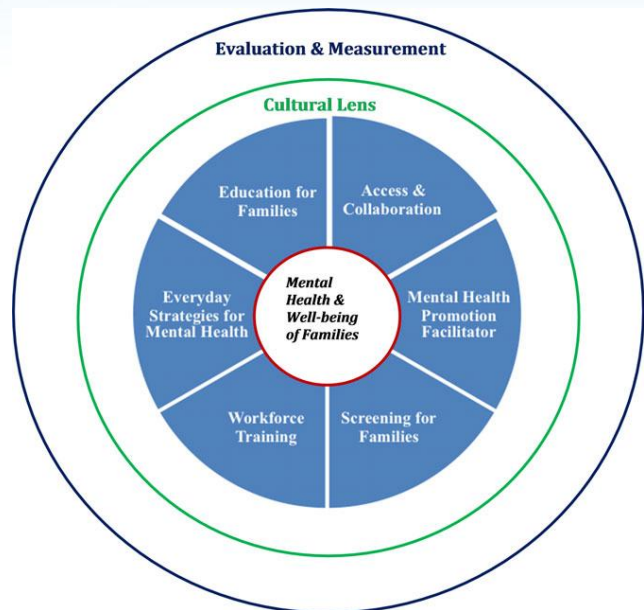 Evaluation & Measurement
Cultural Lens
Education for
Families
Access &
Collaboration
Everyday
Strategies for
Mental Health
Mental
Health &
Well-being
of Families
Mental Health
Promotion
Facilitator
Workforce
Training
Screening for
Families